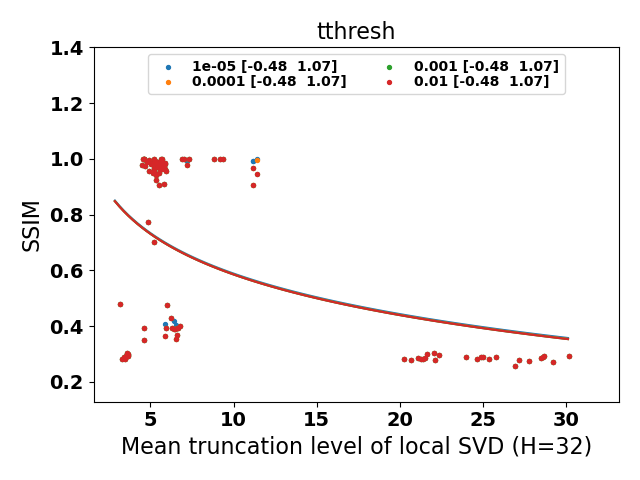 tthresh
1e-05 [-0.48  1.07]
0.0001 [-0.48  1.07]
0.001 [-0.48  1.07]
0.01 [-0.48  1.07]
1.4
1.2
1.0
0.8
0.6
0.4
0.2
SSIM
5 10 15 20 25 30
Mean truncation level of local SVD (H=32)